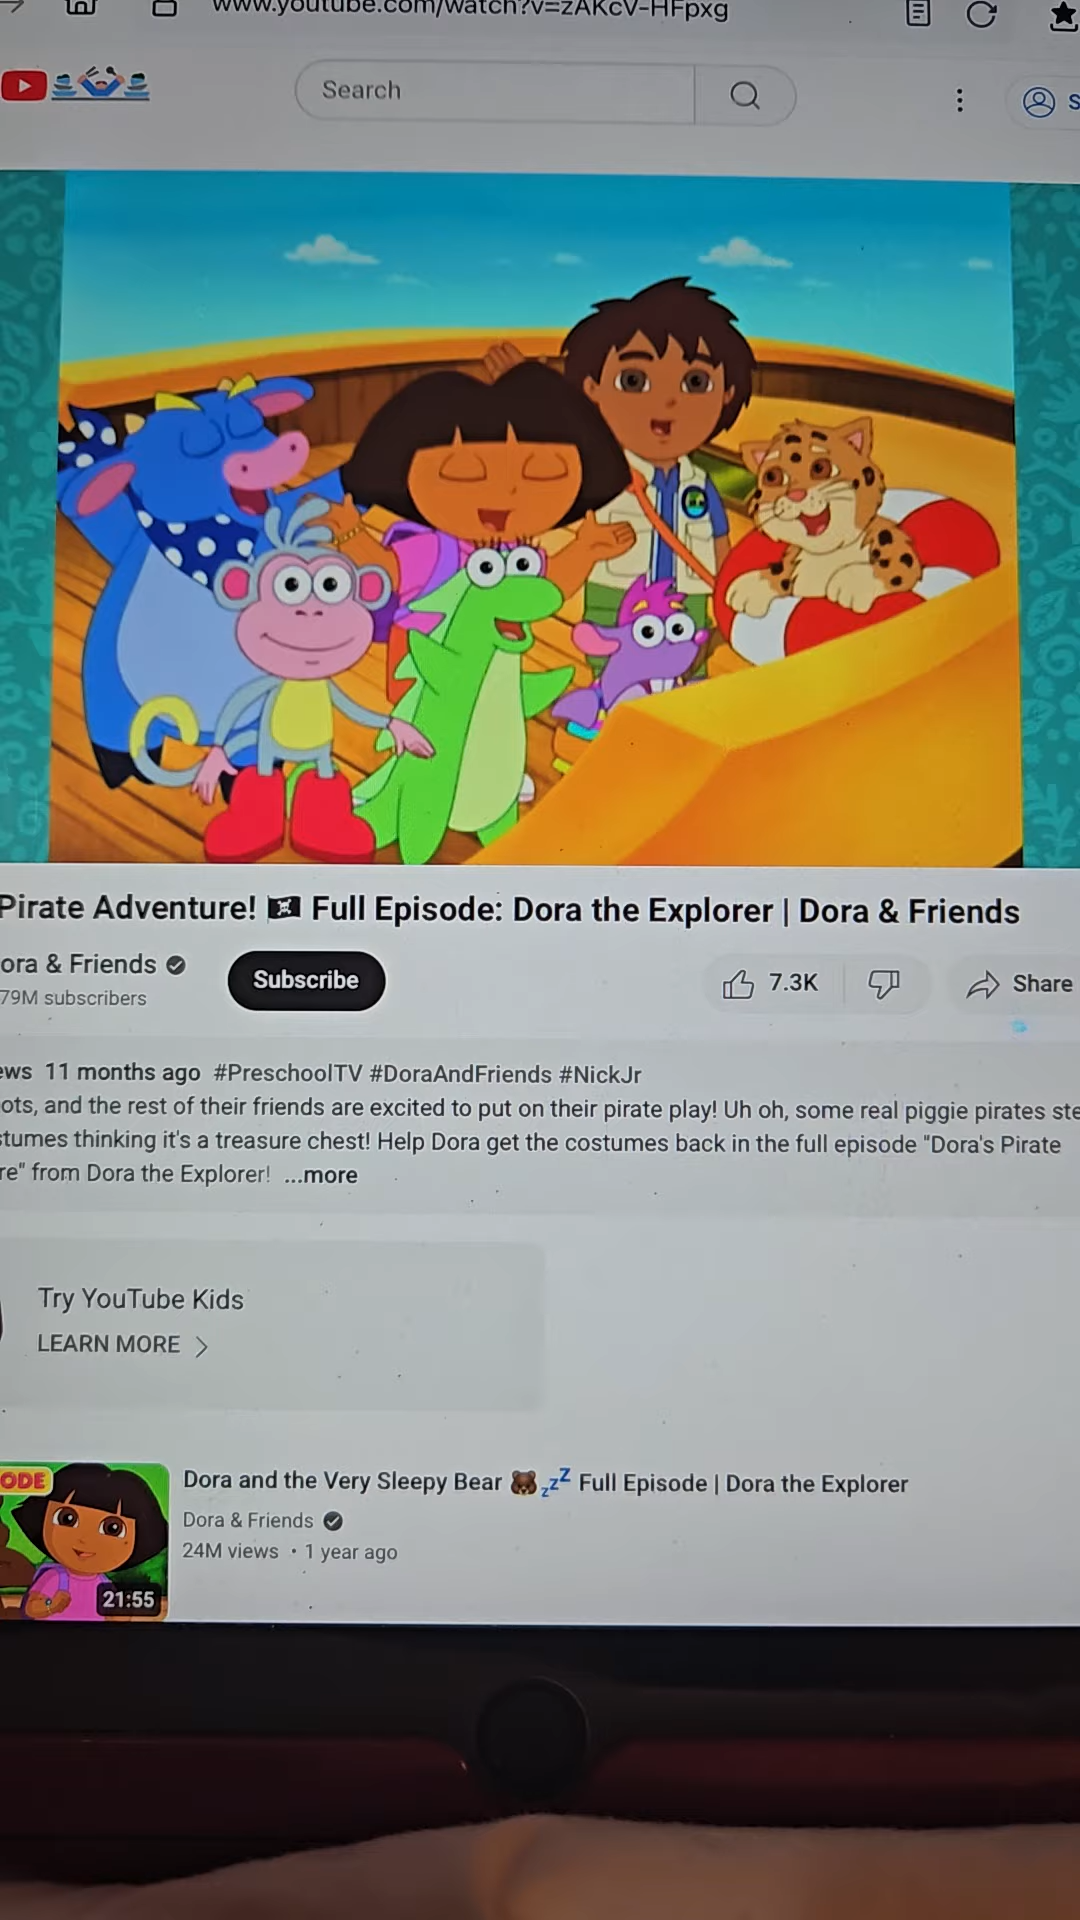 www.youtube.com/watch?v=zAKcV-HFpxg
Search
S
Pirate Adventure! 🏴‍☠️ Full Episode: Dora the Explorer | Dora & Friends
ora & Friends
79M subscribers
Subscribe
7.3K
Share
ews 11 months ago #PreschoolTV #DoraAndFriends #NickJr
ots, and the rest of their friends are excited to put on their pirate play! Uh oh, some real piggie pirates ste
stumes thinking it's a treasure chest! Help Dora get the costumes back in the full episode "Dora's Pirate
re" from Dora the Explorer! ...more
Try YouTube Kids
LEARN MORE
ODE
21:55
Dora and the Very Sleepy Bear 🐻💤 Full Episode | Dora the Explorer
Dora & Friends
24M views • 1 year ago